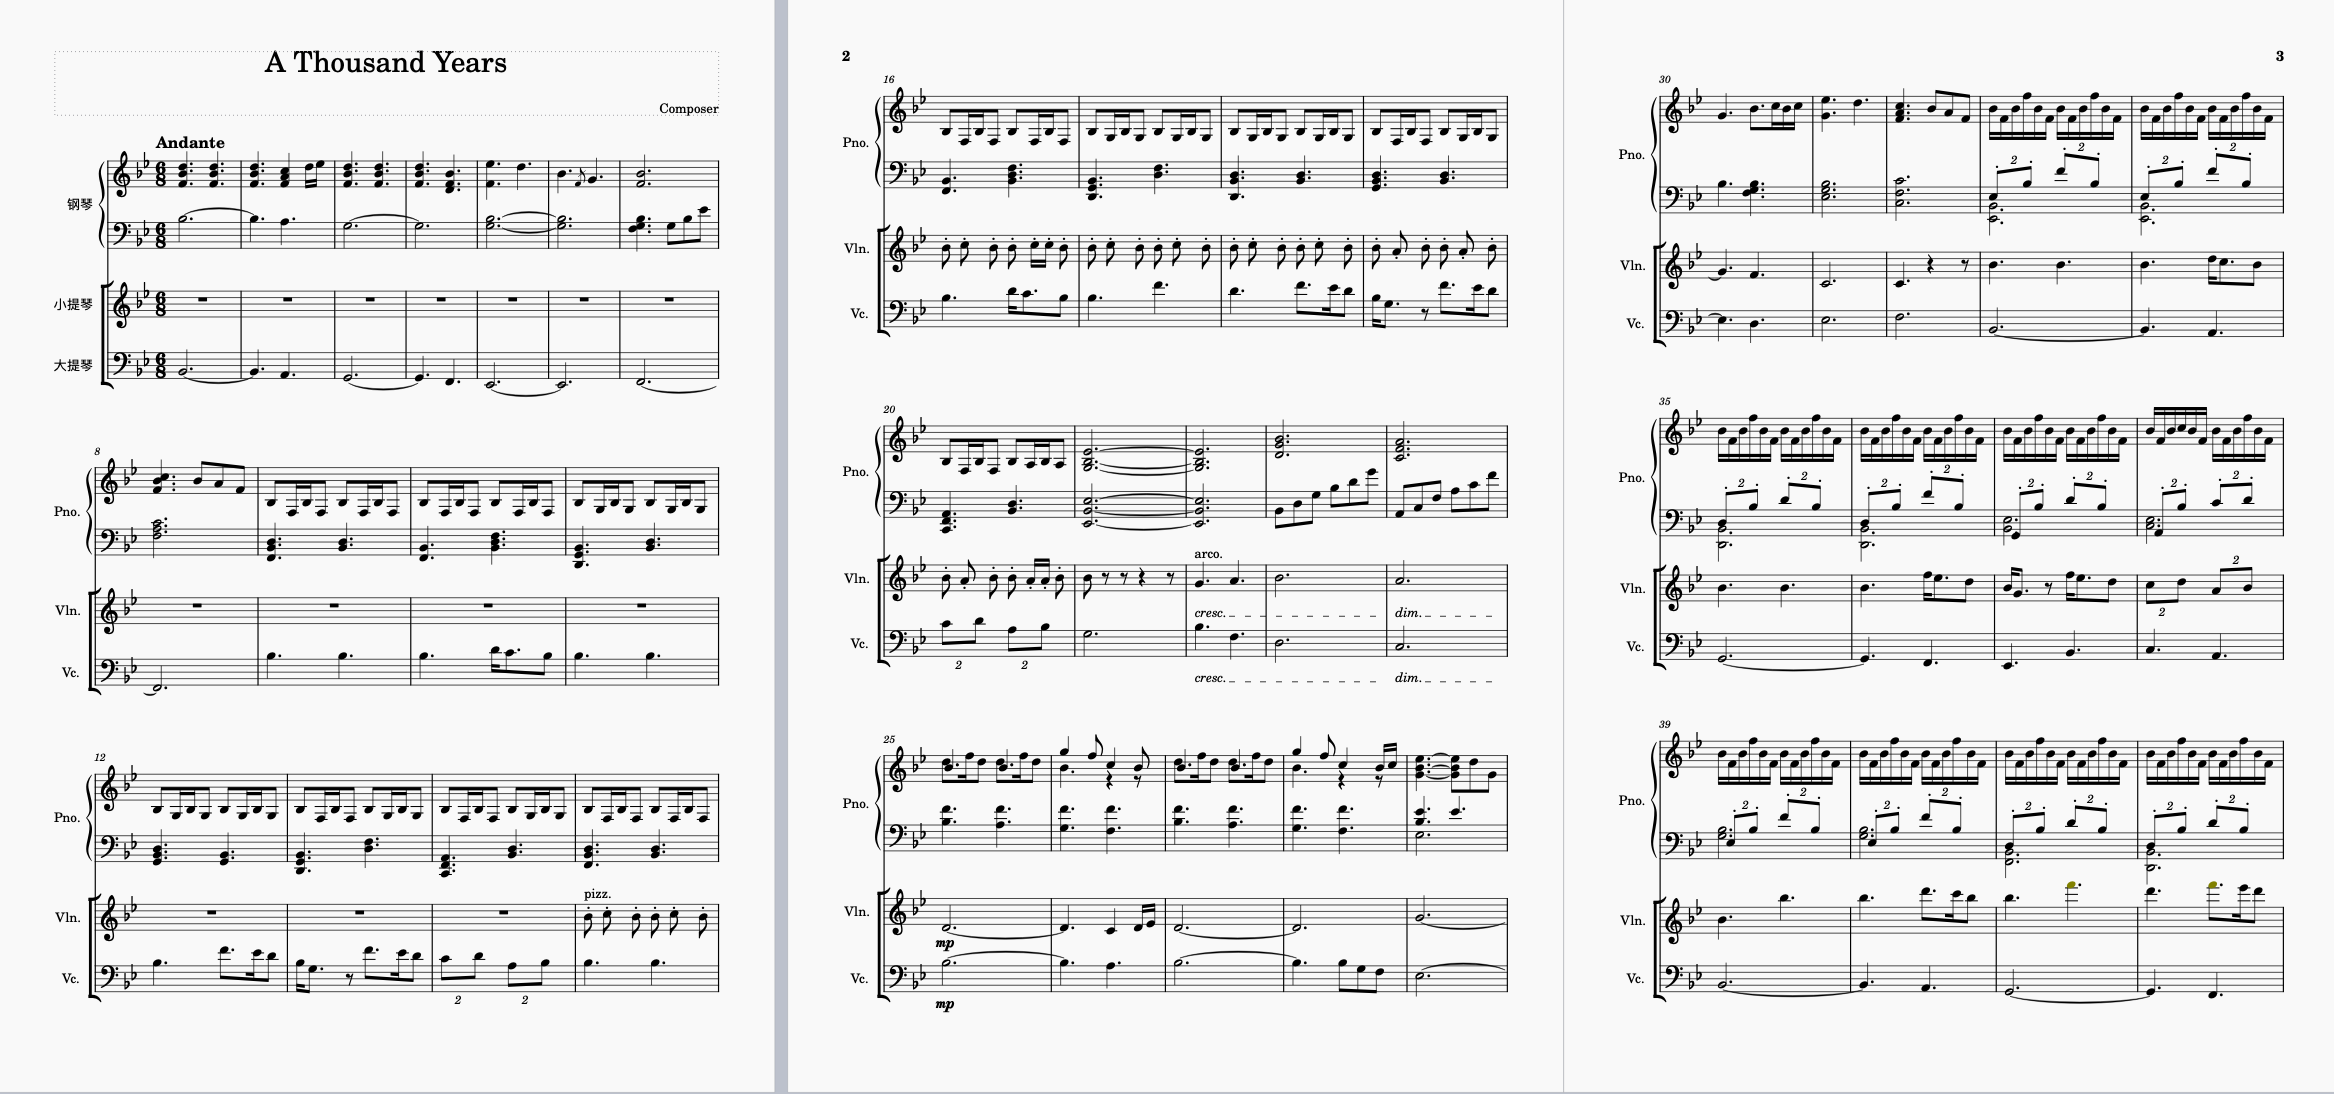 A Thousand Years
Composer
Andante
钢琴
小提琴
大提琴
8
Pno.
Vln.
Vc.
12
Pno.
pizz.
Vln.
Vc.
2
2
2
16
Pno.
Vln.
Vc.
20
Pno.
arco.
Vln.
cresc. dim.
Vc.
2 2
cresc. dim.
25
Pno.
Vln.
mp
Vc.
mp
3
30
Pno.
2 2 2 2
Vln.
Vc.
35
Pno.
2 2 2 2 2 2 2 2
Vln.
2 2
Vc.
39
Pno.
2 2 2 2 2 2 2 2
Vln.
Vc.